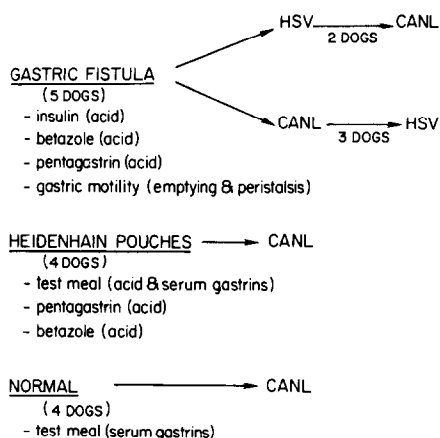 HSV → CANL
2 DOGS
GASTRIC FISTULA
(5 DOGS)
- insulin (acid)
- betazole (acid)
- pentagastrin (acid)
- gastric motility (emptying & peristalsis)
CANL → HSV
3 DOGS
HEIDENHAIN POUCHES → CANL
(4 DOGS)
- test meal (acid & serum gastrins)
- pentagastrin (acid)
- betazole (acid)
NORMAL → CANL
(4 DOGS)
- test meal (serum gastrins)